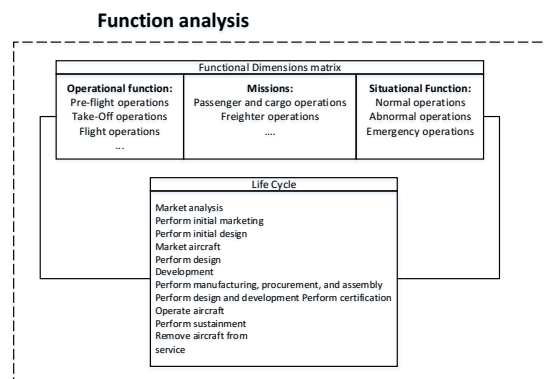 Function analysis
Functional Dimensions matrix
Operational function:
Pre-flight operations
Take-Off operations
Flight operations
...
Missions:
Passenger and cargo operations
Freighter operations
....
Situational Function:
Normal operations
Abnormal operations
Emergency operations
Life Cycle
Market analysis
Perform initial marketing
Perform initial design
Market aircraft
Perform design
Development
Perform manufacturing, procurement, and assembly
Perform design and development Perform certification
Operate aircraft
Perform sustainment
Remove aircraft from
service